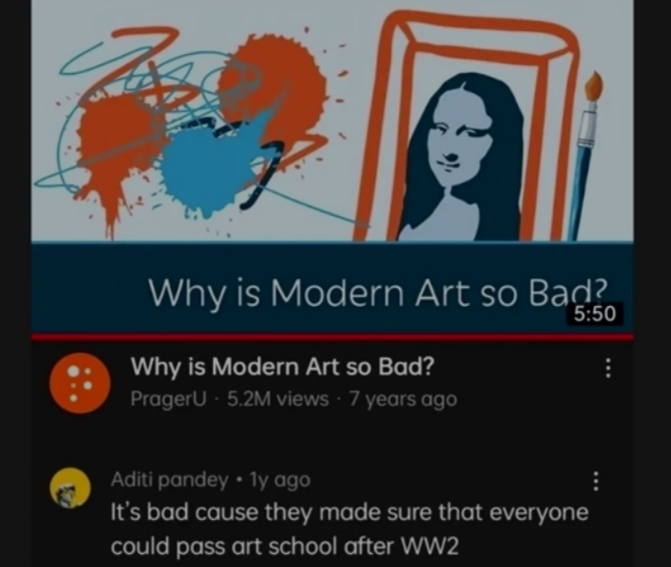 Why is Modern Art so Bad?
5:50
Why is Modern Art so Bad?
PragerU · 5.2M views · 7 years ago
Aditi pandey • 1y ago
It's bad cause they made sure that everyone
could pass art school after WW2